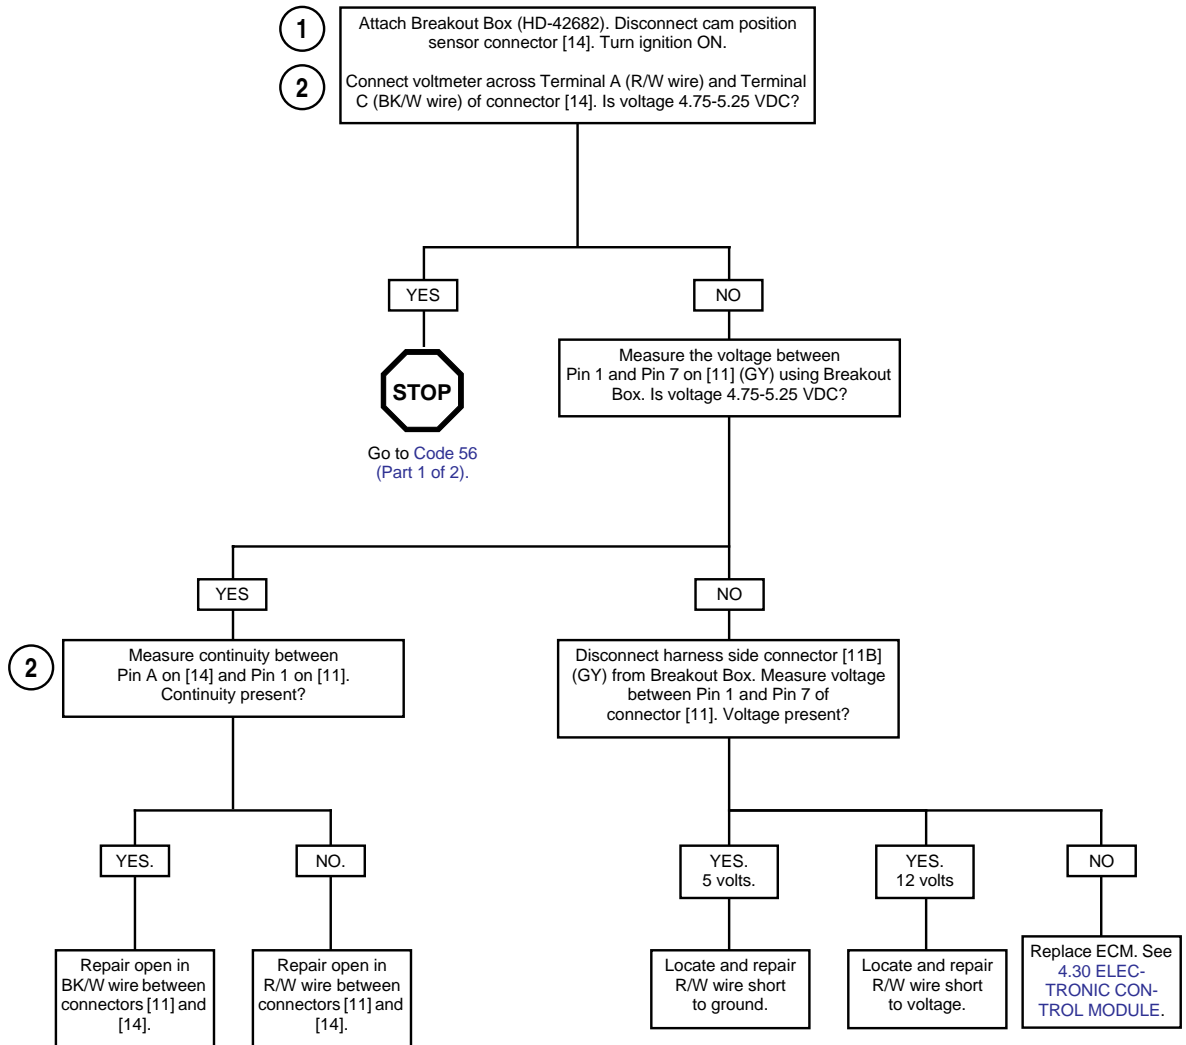 1
Attach Breakout Box (HD-42682). Disconnect cam position
sensor connector [14]. Turn ignition ON.
2
Connect voltmeter across Terminal A (R/W wire) and Terminal
C (BK/W wire) of connector [14]. Is voltage 4.75-5.25 VDC?
YES
NO
STOP
Go to Code 56
(Part 1 of 2).
Measure the voltage between
Pin 1 and Pin 7 on [11] (GY) using Breakout
Box. Is voltage 4.75-5.25 VDC?
YES
NO
2
Measure continuity between
Pin A on [14] and Pin 1 on [11].
Continuity present?
Disconnect harness side connector [11B]
(GY) from Breakout Box. Measure voltage
between Pin 1 and Pin 7 of
connector [11]. Voltage present?
YES.
NO.
YES.
5 volts.
YES.
12 volts
NO
Repair open in
BK/W wire between
connectors [11] and
[14].
Repair open in
R/W wire between
connectors [11] and
[14].
Locate and repair
R/W wire short
to ground.
Locate and repair
R/W wire short
to voltage.
Replace ECM. See
4.30 ELEC-
TRONIC CON-
TROL MODULE.